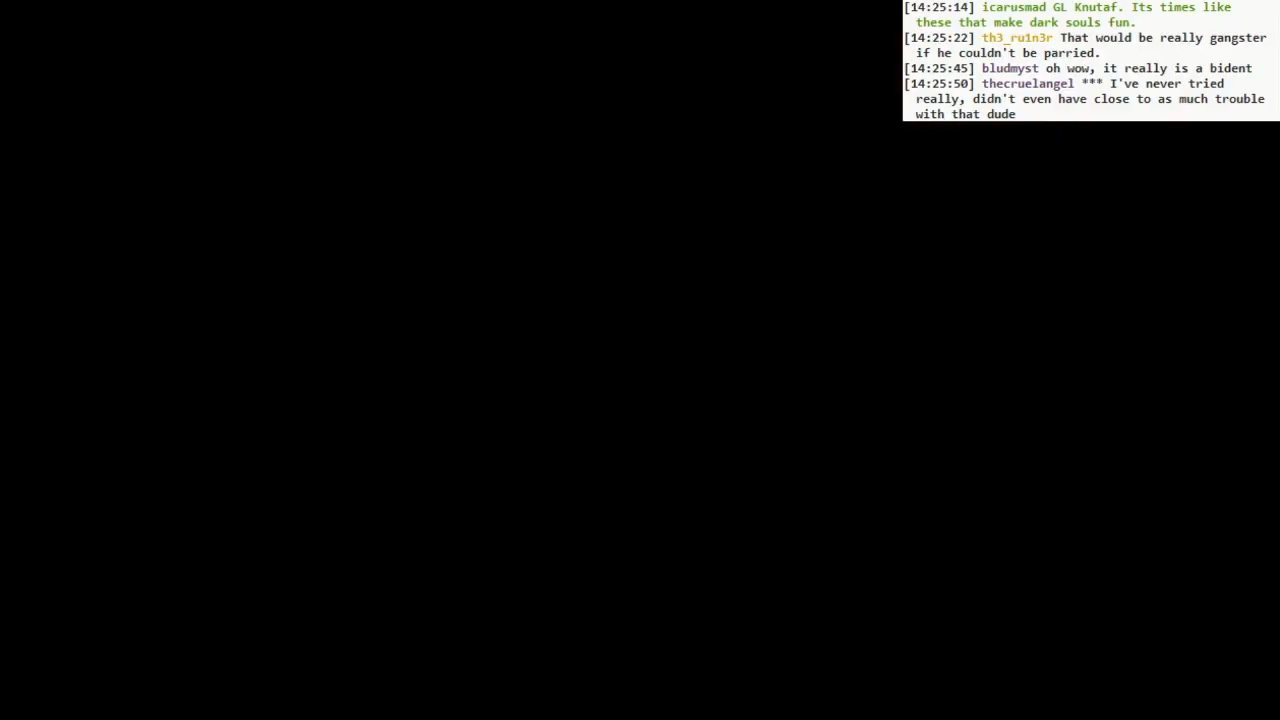 [14:25:14] icarusmad GL Knutaf. Its times like
these that make dark souls fun.
[14:25:22] th3_ru1n3r That would be really gangster
if he couldn't be parried.
[14:25:45] bludmyst oh wow, it really is a bident
[14:25:50] thecruelangel *** I've never tried
really, didn't even have close to as much trouble
with that dude